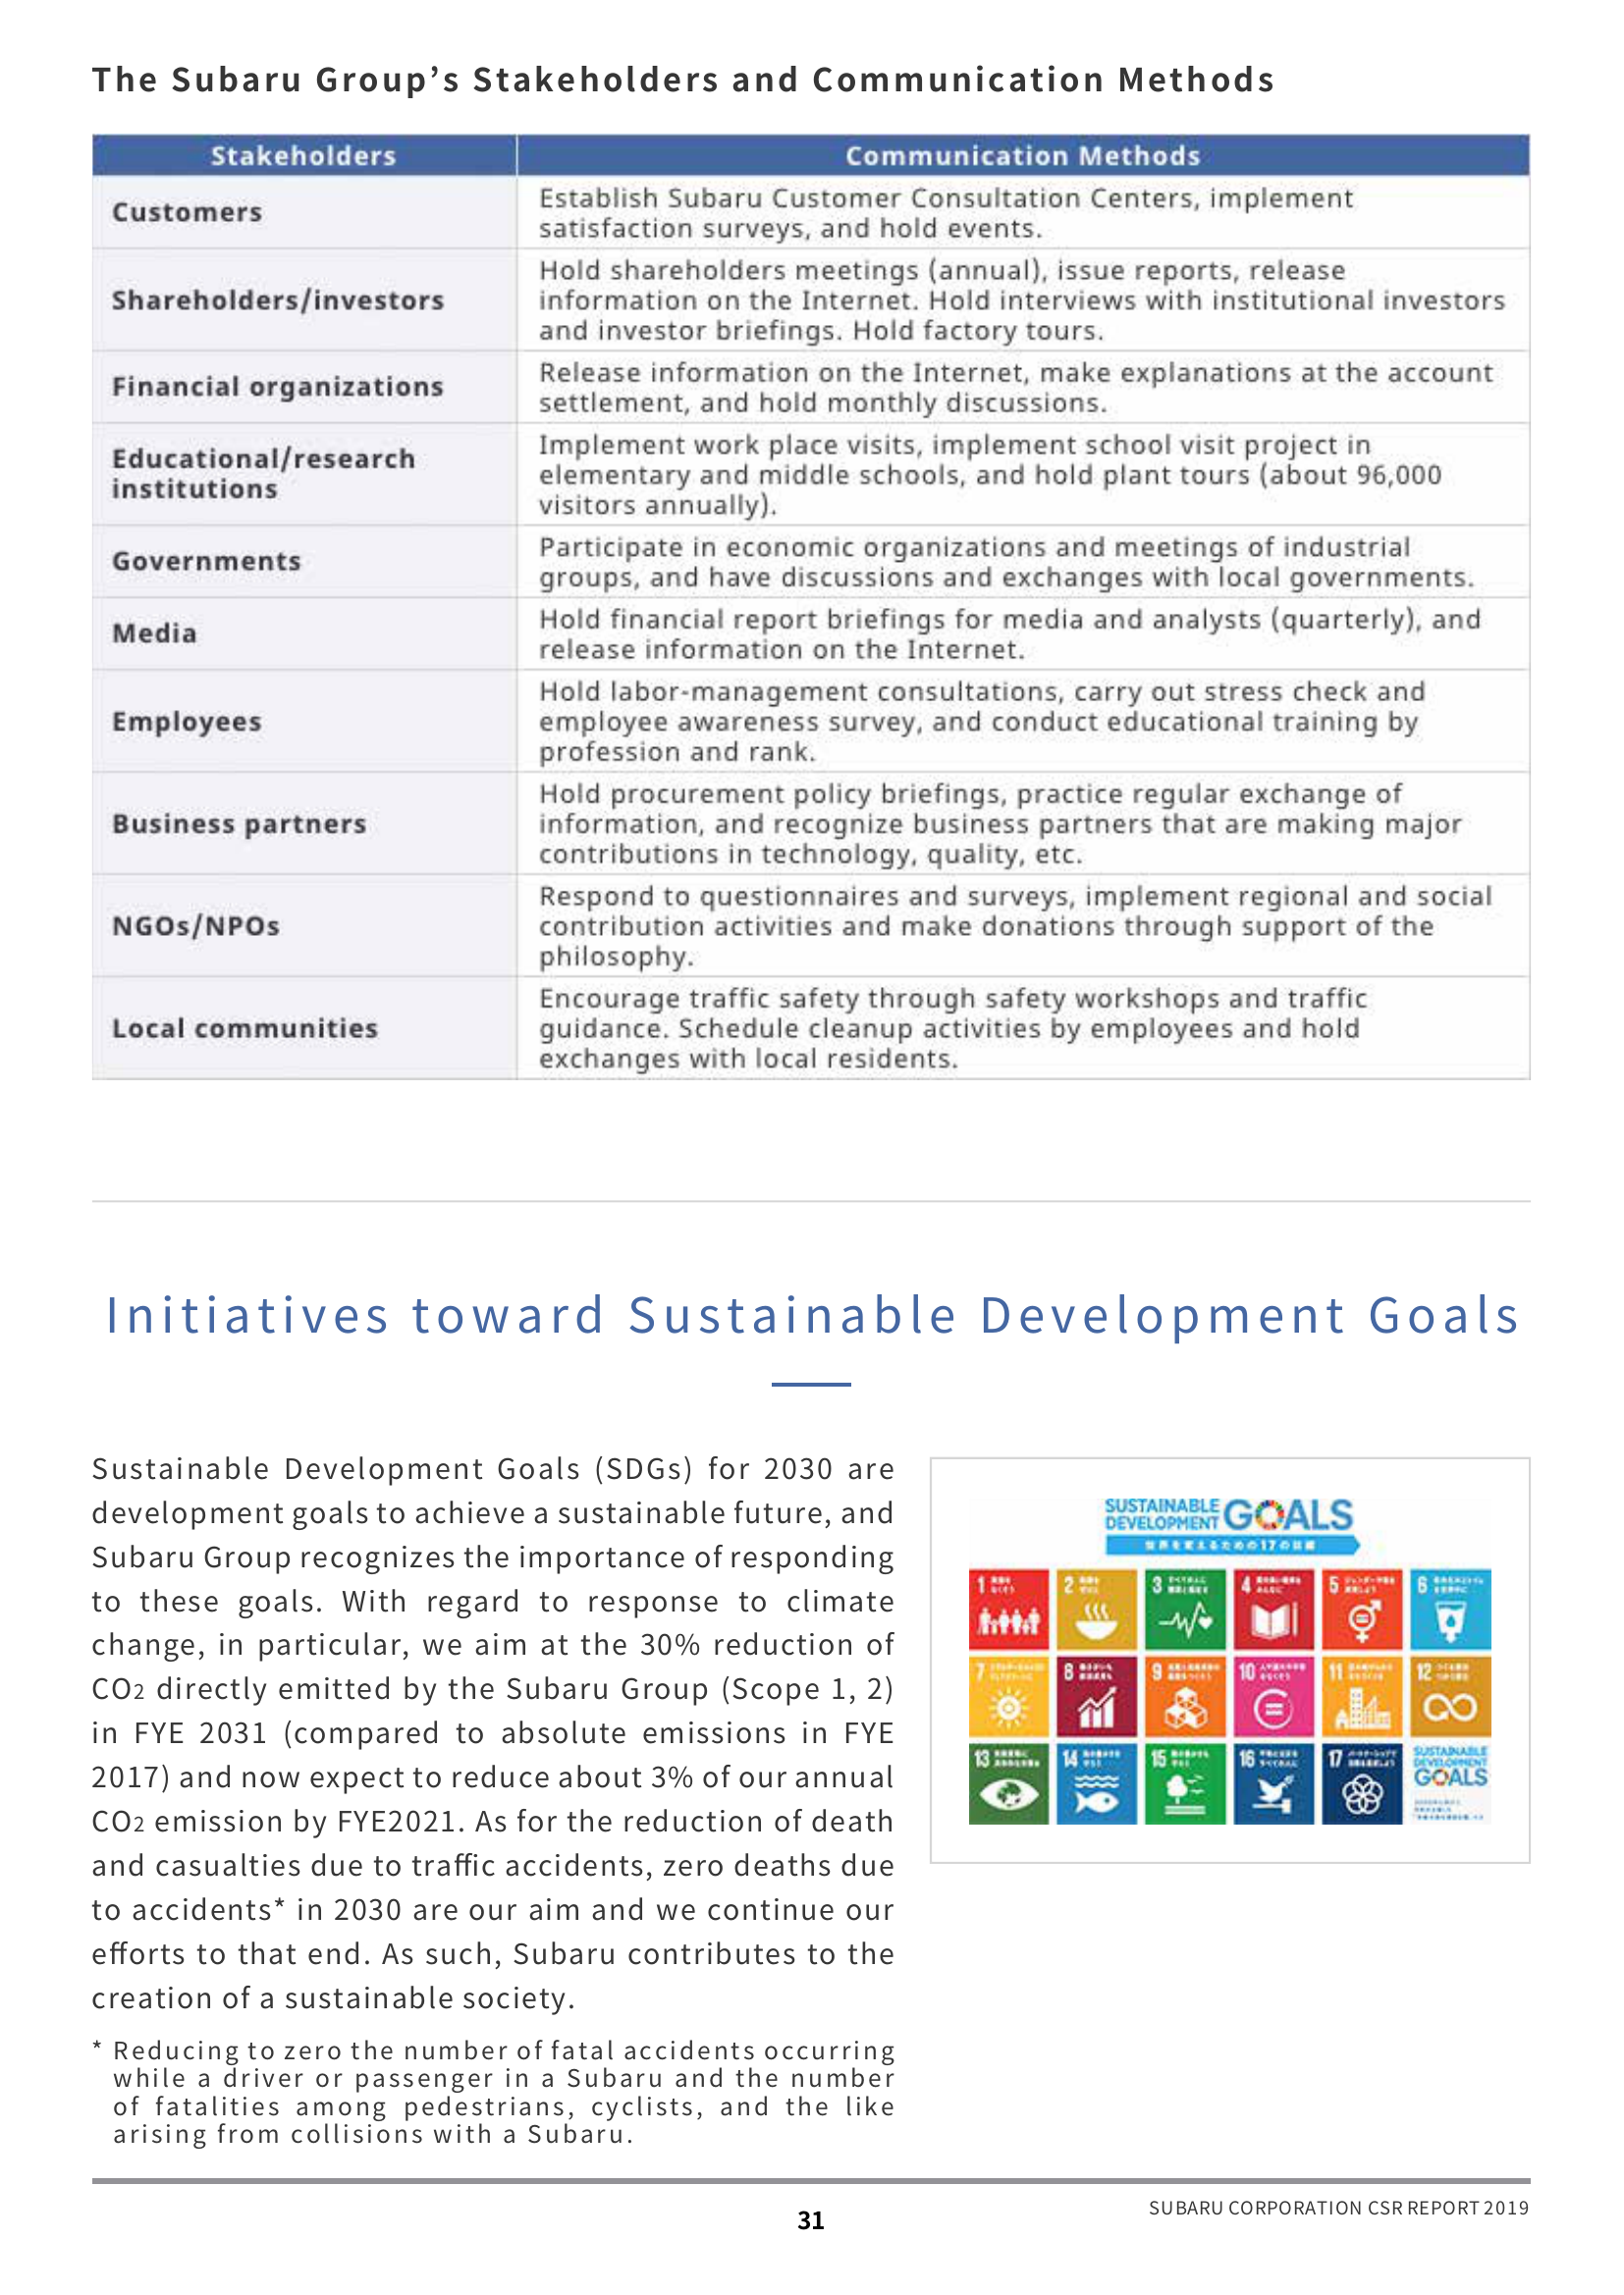 The Subaru Group’s Stakeholders and Communication Methods
Stakeholders
Communication Methods
Customers
Establish Subaru Customer Consultation Centers, implement
satisfaction surveys, and hold events.
Shareholders/investors
Hold shareholders meetings (annual), issue reports, release
information on the Internet. Hold interviews with institutional investors
and investor briefings. Hold factory tours.
Financial organizations
Release information on the Internet, make explanations at the account
settlement, and hold monthly discussions.
Educational/research
institutions
Implement work place visits, implement school visit project in
elementary and middle schools, and hold plant tours (about 96,000
visitors annually).
Governments
Participate in economic organizations and meetings of industrial
groups, and have discussions and exchanges with local governments.
Media
Hold financial report briefings for media and analysts (quarterly), and
release information on the Internet.
Employees
Hold labor-management consultations, carry out stress check and
employee awareness survey, and conduct educational training by
profession and rank.
Business partners
Hold procurement policy briefings, practice regular exchange of
information, and recognize business partners that are making major
contributions in technology, quality, etc.
NGOs/NPOs
Respond to questionnaires and surveys, implement regional and social
contribution activities and make donations through support of the
philosophy.
Local communities
Encourage traffic safety through safety workshops and traffic
guidance. Schedule cleanup activities by employees and hold
exchanges with local residents.
Initiatives toward Sustainable Development Goals
Sustainable Development Goals (SDGs) for 2030 are
development goals to achieve a sustainable future, and
Subaru Group recognizes the importance of responding
to these goals. With regard to response to climate
change, in particular, we aim at the 30% reduction of
CO2 directly emitted by the Subaru Group (Scope 1, 2)
in FYE 2031 (compared to absolute emissions in FYE
2017) and now expect to reduce about 3% of our annual
CO2 emission by FYE2021. As for the reduction of death
and casualties due to traffic accidents, zero deaths due
to accidents* in 2030 are our aim and we continue our
efforts to that end. As such, Subaru contributes to the
creation of a sustainable society.
* Reducing to zero the number of fatal accidents occurring
while a driver or passenger in a Subaru and the number
of fatalities among pedestrians, cyclists, and the like
arising from collisions with a Subaru.
SUSTAINABLE
DEVELOPMENT GOALS
世界を変えるための17の目標
1
2
3
4
5
6
7
8
9
10
11
12
13
14
15
16
17
SUSTAINABLE
DEVELOPMENT
GOALS
31
SUBARU CORPORATION CSR REPORT 2019